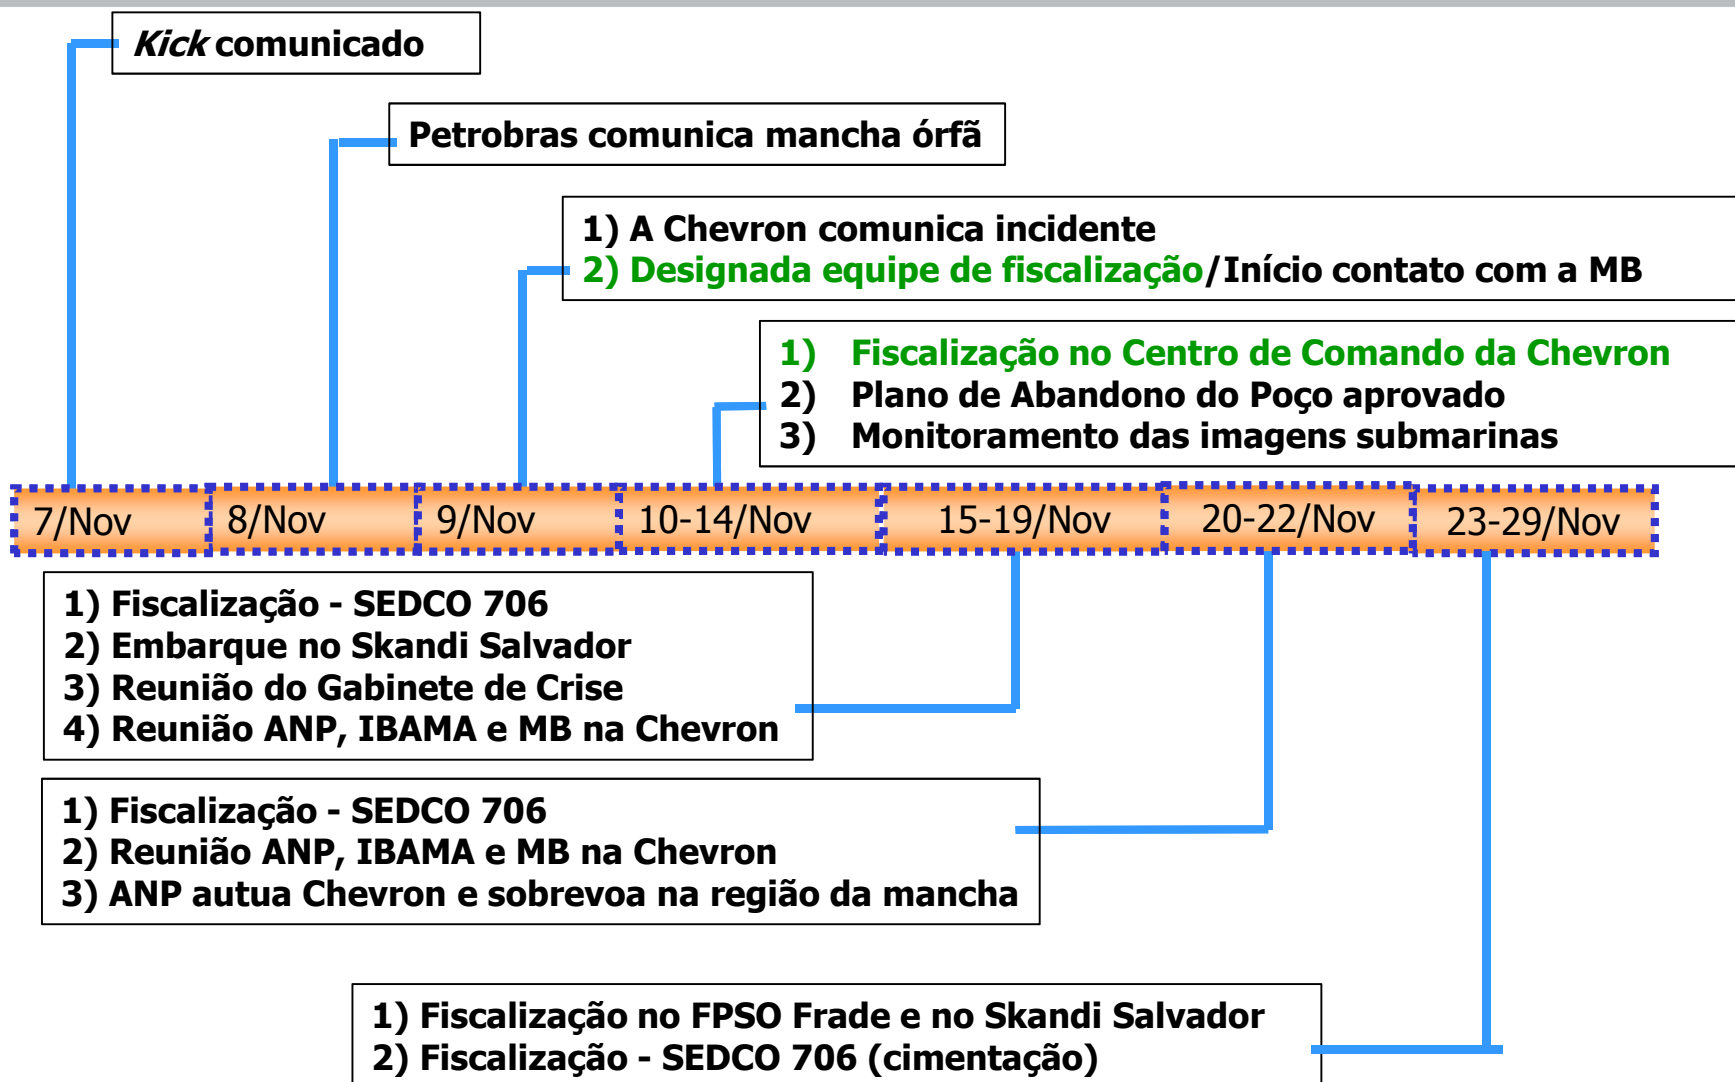 Kick comunicado
Petrobras comunica mancha órfã
1) A Chevron comunica incidente
2) Designada equipe de fiscalização/Início contato com a MB
1) Fiscalização no Centro de Comando da Chevron
2) Plano de Abandono do Poço aprovado
3) Monitoramento das imagens submarinas
7/Nov 8/Nov 9/Nov 10-14/Nov 15-19/Nov 20-22/Nov 23-29/Nov
1) Fiscalização - SEDCO 706
2) Embarque no Skandi Salvador
3) Reunião do Gabinete de Crise
4) Reunião ANP, IBAMA e MB na Chevron
1) Fiscalização - SEDCO 706
2) Reunião ANP, IBAMA e MB na Chevron
3) ANP autua Chevron e sobrevoa na região da mancha
1) Fiscalização no FPSO Frade e no Skandi Salvador
2) Fiscalização - SEDCO 706 (cimentação)